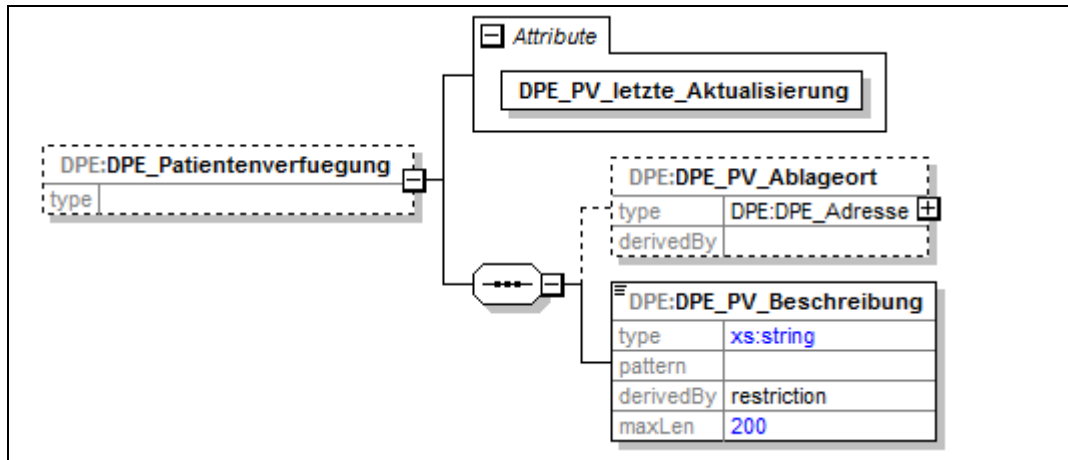 Attribute
DPE_PV_letzte_Aktualisierung
DPE:DPE_Patientenverfuegung
type
DPE:DPE_PV_Ablageort
type DPE:DPE_Adresse
derivedBy
DPE:DPE_PV_Beschreibung
type xs:string
pattern
derivedBy restriction
maxLen 200